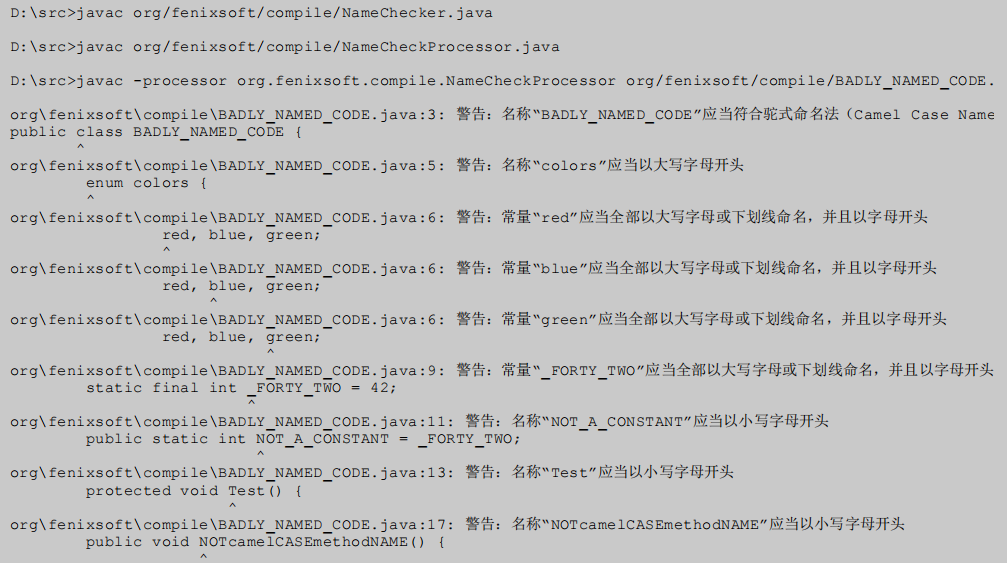 D:\src>javac org/fenixsoft/compile/NameChecker.java
D:\src>javac org/fenixsoft/compile/NameCheckProcessor.java
D:\src>javac -processor org.fenixsoft.compile.NameCheckProcessor org/fenixsoft/compile/BADLY_NAMED_CODE.
org\fenixsoft\compile\BADLY_NAMED_CODE.java:3: 警告：名称“BADLY_NAMED_CODE”应当符合驼式命名法（Camel Case Name
public class BADLY_NAMED_CODE {
^
org\fenixsoft\compile\BADLY_NAMED_CODE.java:5: 警告：名称“colors”应当以大写字母开头
enum colors {
^
org\fenixsoft\compile\BADLY_NAMED_CODE.java:6: 警告：常量“red”应当全部以大写字母或下划线命名，并且以字母开头
red, blue, green;
^
org\fenixsoft\compile\BADLY_NAMED_CODE.java:6: 警告：常量“blue”应当全部以大写字母或下划线命名，并且以字母开头
red, blue, green;
^
org\fenixsoft\compile\BADLY_NAMED_CODE.java:6: 警告：常量“green”应当全部以大写字母或下划线命名，并且以字母开头
red, blue, green;
^
org\fenixsoft\compile\BADLY_NAMED_CODE.java:9: 警告：常量“_FORTY_TWO”应当全部以大写字母或下划线命名，并且以字母开头
static final int _FORTY_TWO = 42;
^
org\fenixsoft\compile\BADLY_NAMED_CODE.java:11: 警告：名称“NOT_A_CONSTANT”应当以小写字母开头
public static int NOT_A_CONSTANT = _FORTY_TWO;
^
org\fenixsoft\compile\BADLY_NAMED_CODE.java:13: 警告：名称“Test”应当以小写字母开头
protected void Test() {
^
org\fenixsoft\compile\BADLY_NAMED_CODE.java:17: 警告：名称“NOTcamelCASEmethodNAME”应当以小写字母开头
public void NOTcamelCASEmethodNAME() {
^